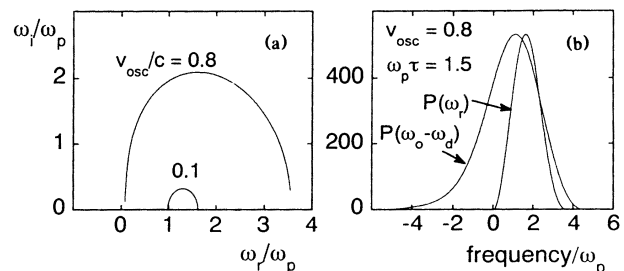 ω_i/ω_p
(a)
v_osc/c = 0.8
2
1
0.1
0
0 1 2 3 4
ω_r/ω_p
v_osc = 0.8
(b)
ω_p τ = 1.5
400
P(ω_r)
200
P(ω_o-ω_d)
0
-4 -2 0 2 4 6
frequency/ω_p